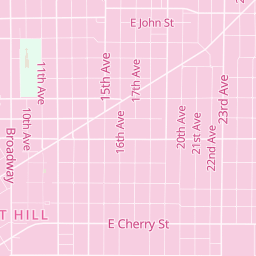 E John St
11th Ave
10th Ave
Broadway
15th Ave
16th Ave
17th Ave
20th Ave
21st Ave
22nd Ave
23rd Ave
T HILL
E Cherry St